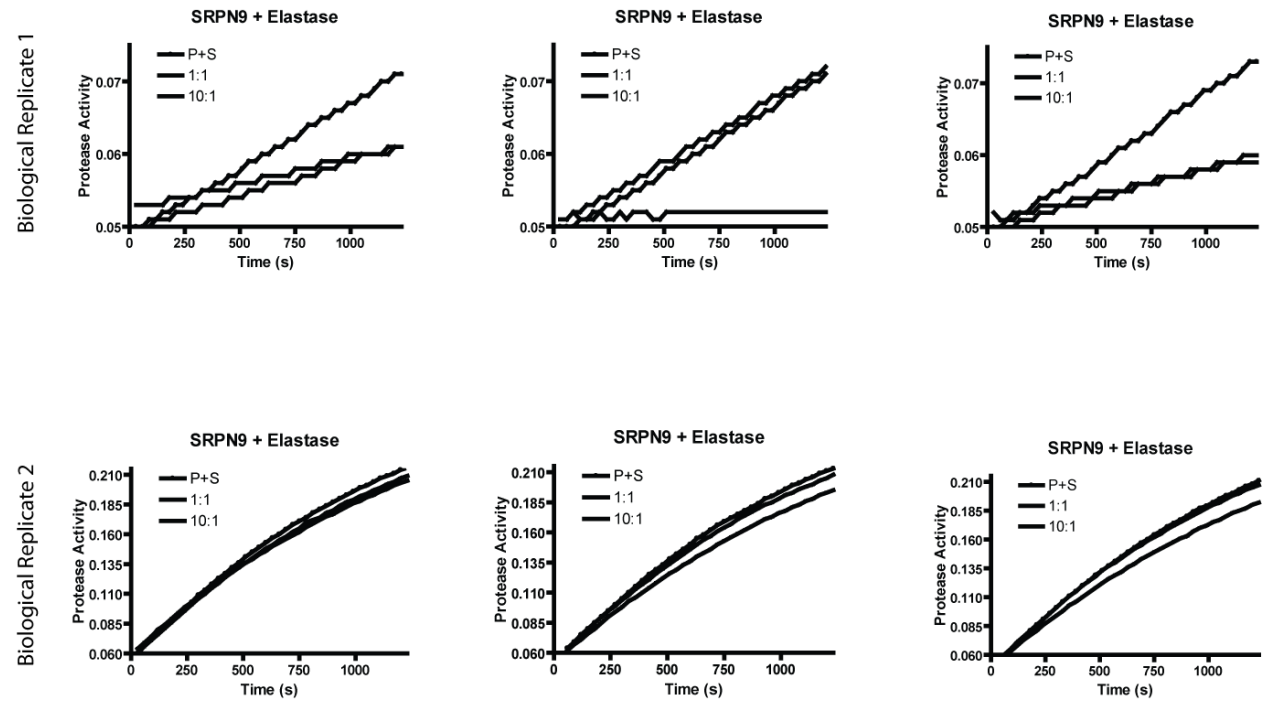 Biological Replicate 1
SRPN9 + Elastase
Protease Activity
P+S
1:1
10:1
0.07
0.06
0.05
0 250 500 750 1000
Time (s)
SRPN9 + Elastase
Protease Activity
P+S
1:1
10:1
0.07
0.06
0.05
0 250 500 750 1000
Time (s)
SRPN9 + Elastase
Protease Activity
P+S
1:1
10:1
0.07
0.06
0.05
0 250 500 750 1000
Time (s)
Biological Replicate 2
SRPN9 + Elastase
Protease Activity
P+S
1:1
10:1
0.210
0.185
0.160
0.135
0.110
0.085
0.060
0 250 500 750 1000
Time (s)
SRPN9 + Elastase
Protease Activity
P+S
1:1
10:1
0.210
0.185
0.160
0.135
0.110
0.085
0.060
0 250 500 750 1000
Time (s)
SRPN9 + Elastase
Protease Activity
P+S
1:1
10:1
0.210
0.185
0.160
0.135
0.110
0.085
0.060
0 250 500 750 1000
Time (s)